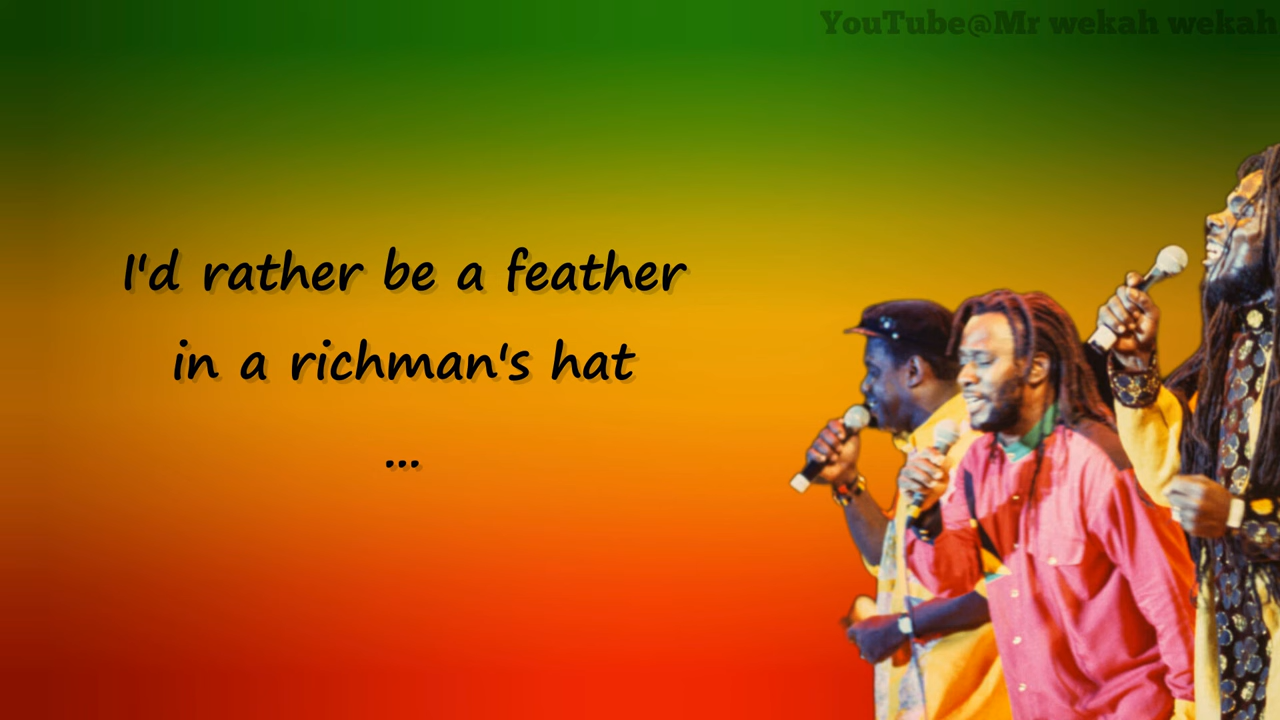 YouTube@Mr wekah wekah
I'd rather be a feather
in a richman's hat
...